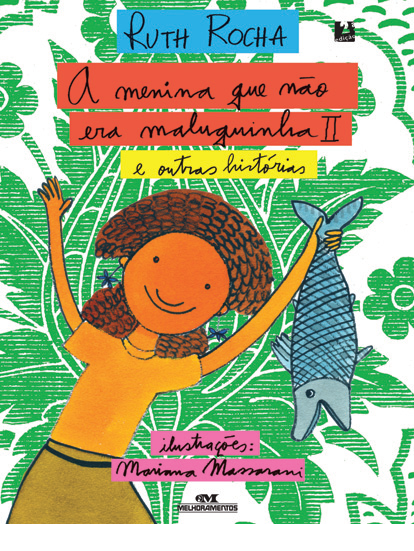 RUTH ROCHA
2ª
edição
A menina que não
era maluquinha II
e outras histórias
ilustrações:
Mariana Massarani
MELHORAMENTOS